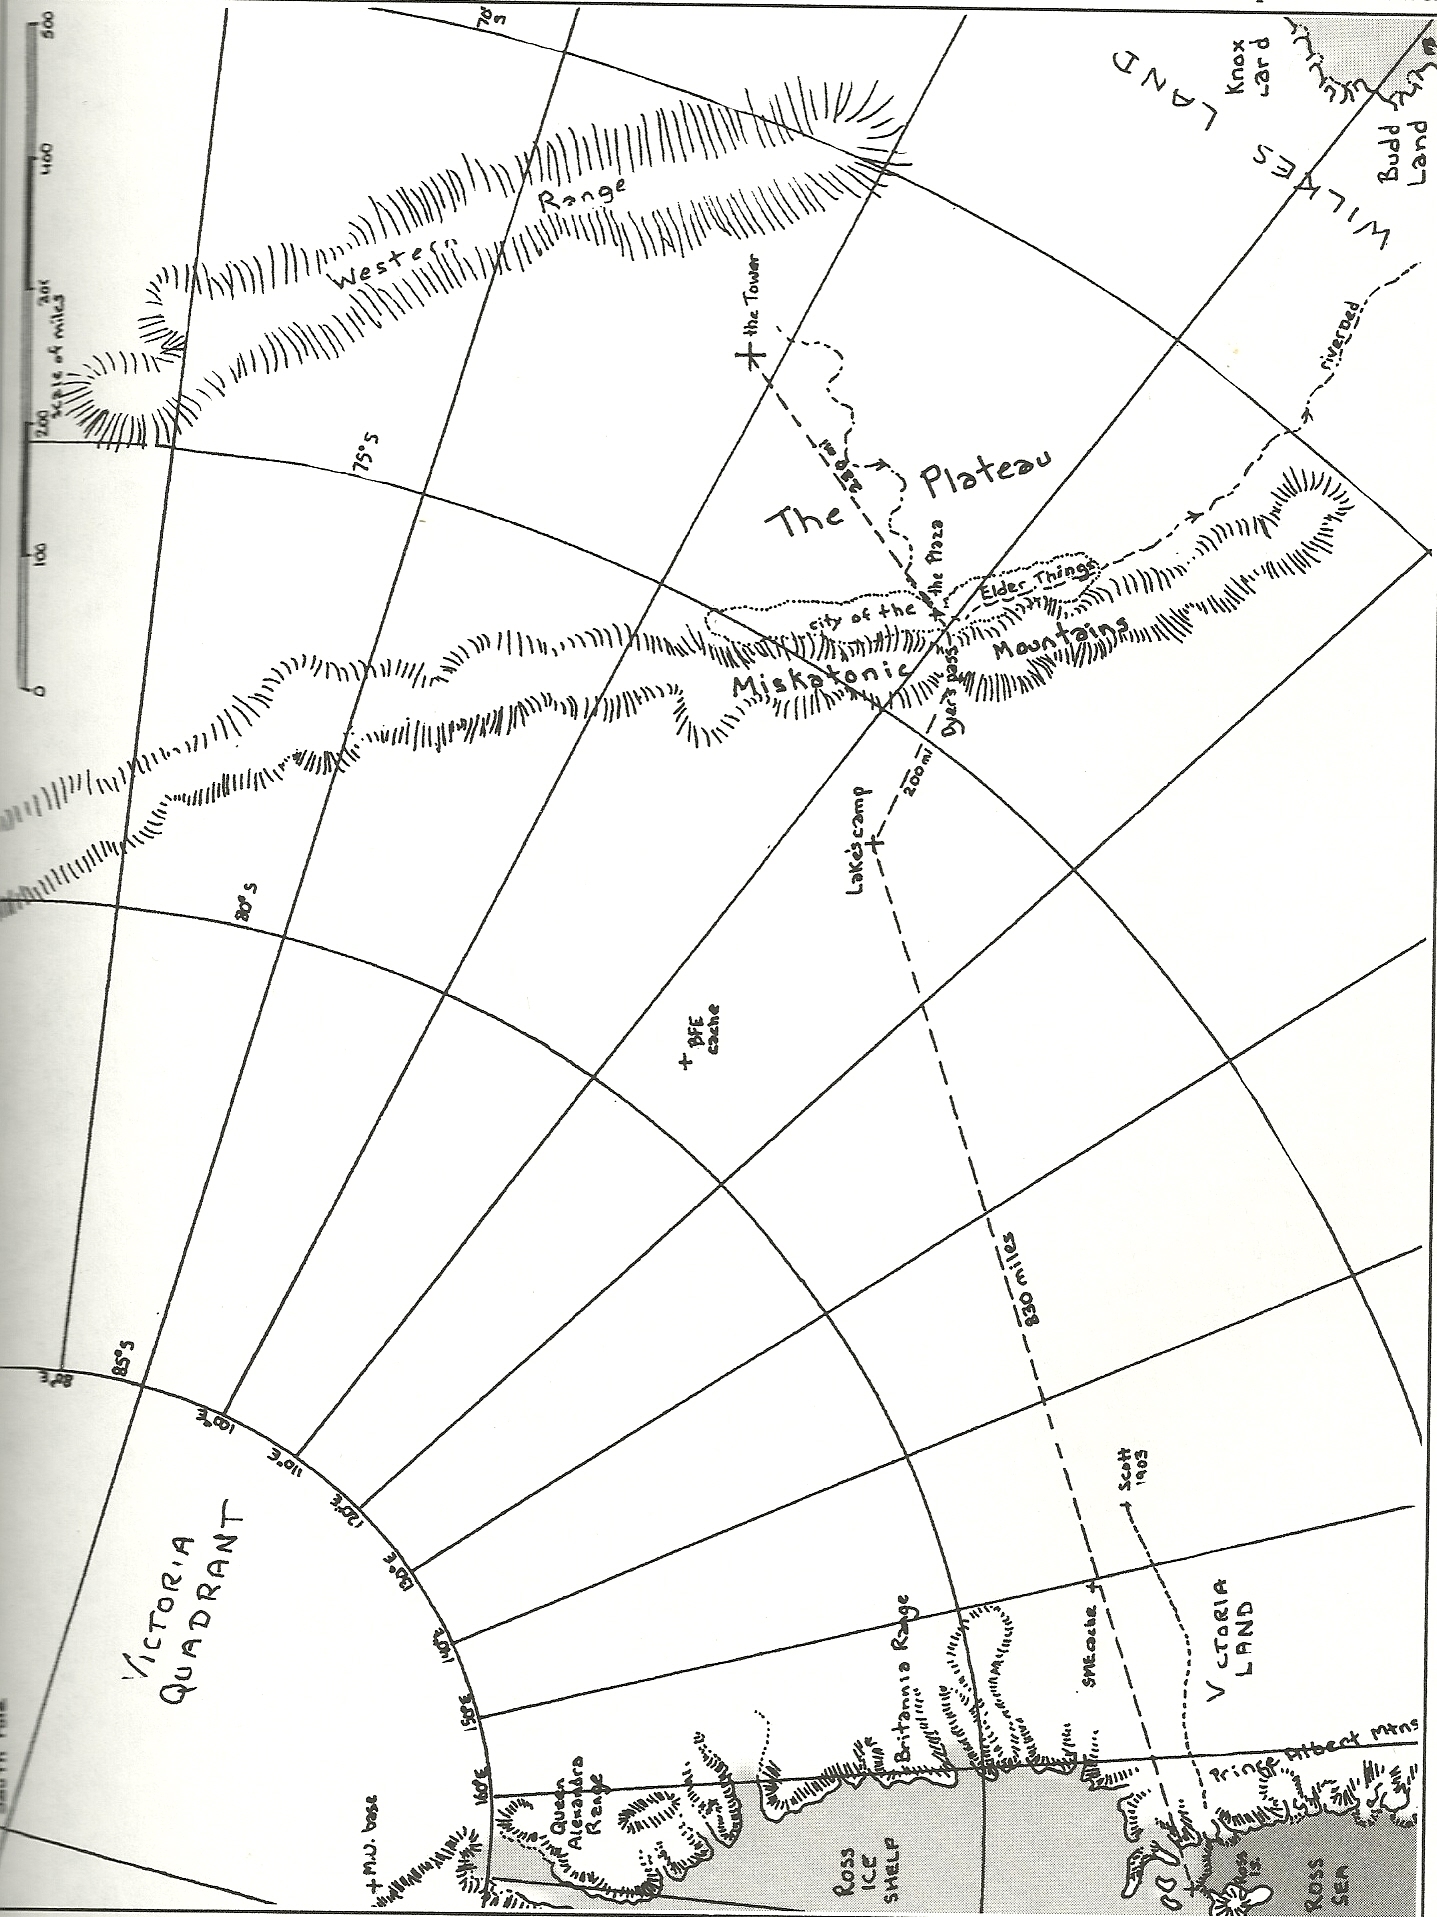 500
400
200
scale of miles
100
0
70°S
75°S
80°S
85°S
Western
Range
WILKES
LAND
Knox
Land
Budd
Land
riverbed
the Tower
The
Plateau
the Plaza
city of the
Elder Things
Miskatonic
Mountains
Dyer's pass
200 mi
Lake's camp
+ BFE
cache
830 miles
Scott
1903
SME cache
VICTORIA
LAND
VICTORIA
QUADRANT
100°E
110°E
120°E
130°E
140°E
150°E
160°E
+ M.U. base
Queen
Alexandra
Range
Britannia Range
Prince Albert Mtns
ROSS
ICE
SHELF
Ross
Is.
ROSS
SEA